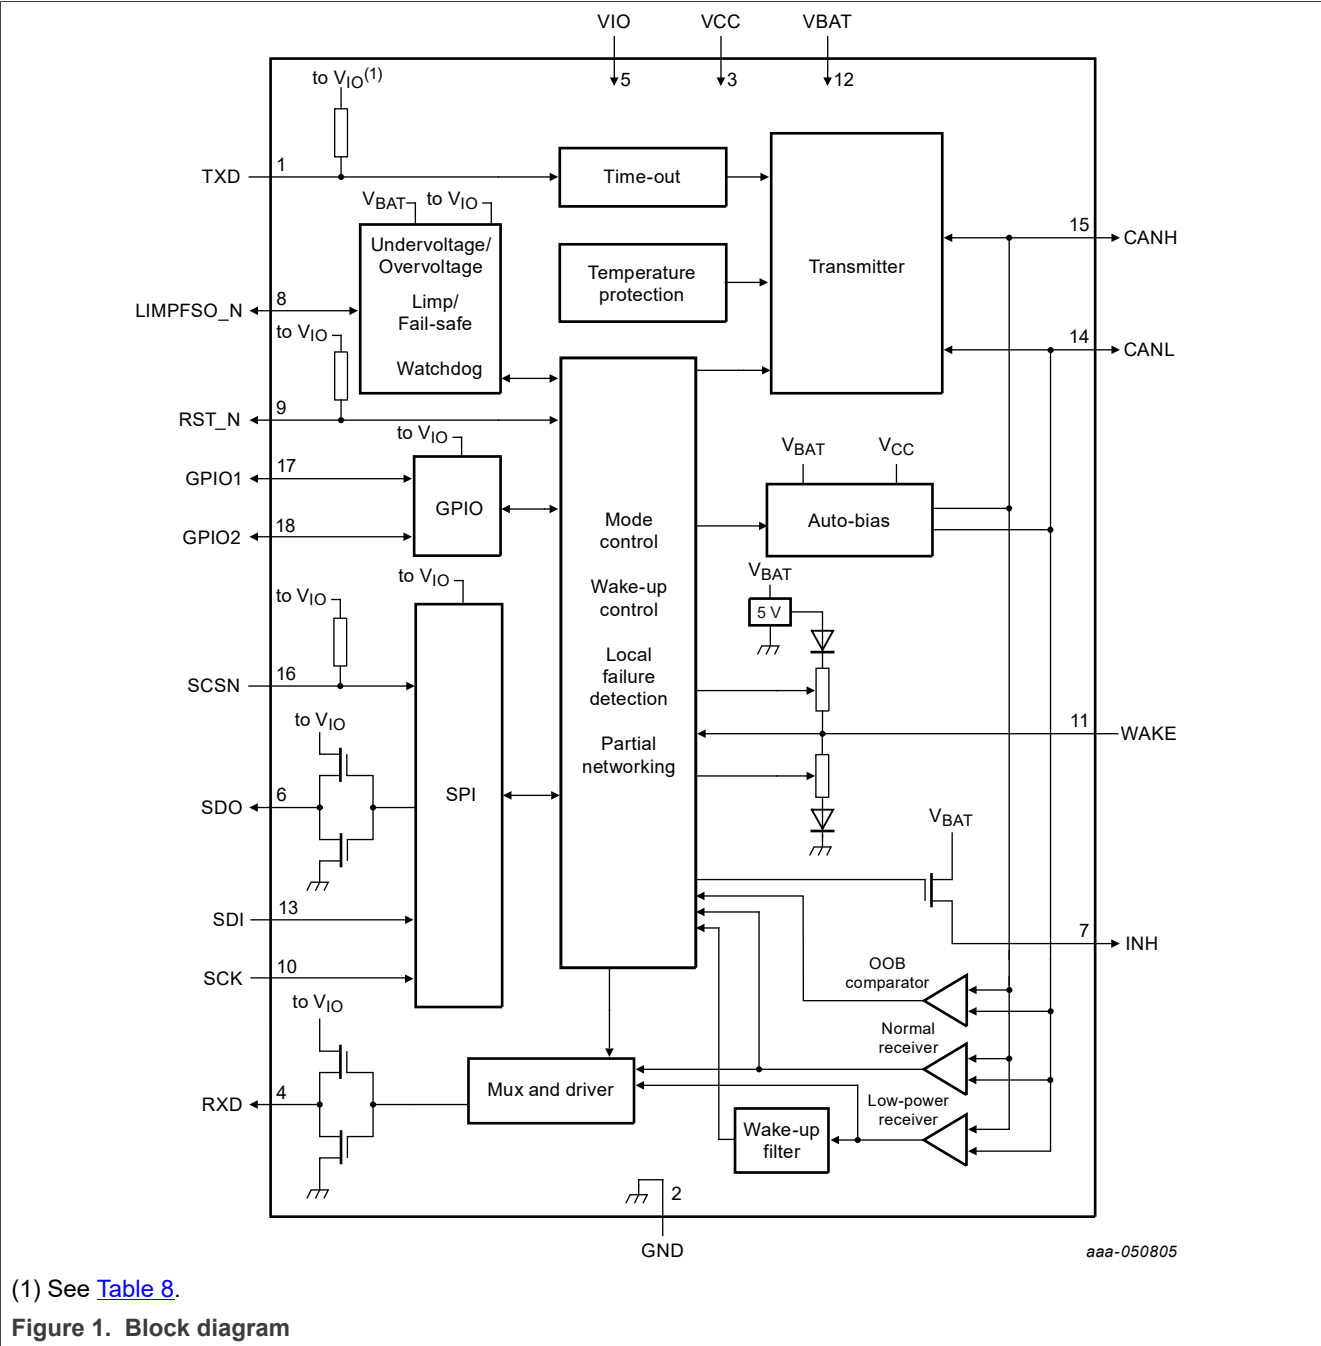 VIO VCC VBAT
5 3 12
to VIO(1)
TXD 1
Time-out
VBAT to VIO
Undervoltage/
Overvoltage
Limp/
Fail-safe
Watchdog
Temperature
protection
Transmitter
15 CANH
14 CANL
LIMPFSO_N 8
to VIO
RST_N 9
to VIO
GPIO1 17
GPIO2 18
GPIO
Mode
control
Wake-up
control
Local
failure
detection
Partial
networking
VBAT VCC
Auto-bias
VBAT
5 V
to VIO
to VIO
SCSN 16
11 WAKE
to VIO
SDO 6
SPI
VBAT
SDI 13
7 INH
SCK 10
OOB
comparator
to VIO
Normal
receiver
RXD 4
Mux and driver
Low-power
receiver
Wake-up
filter
2
GND
aaa-050805
(1) See Table 8.
Figure 1. Block diagram